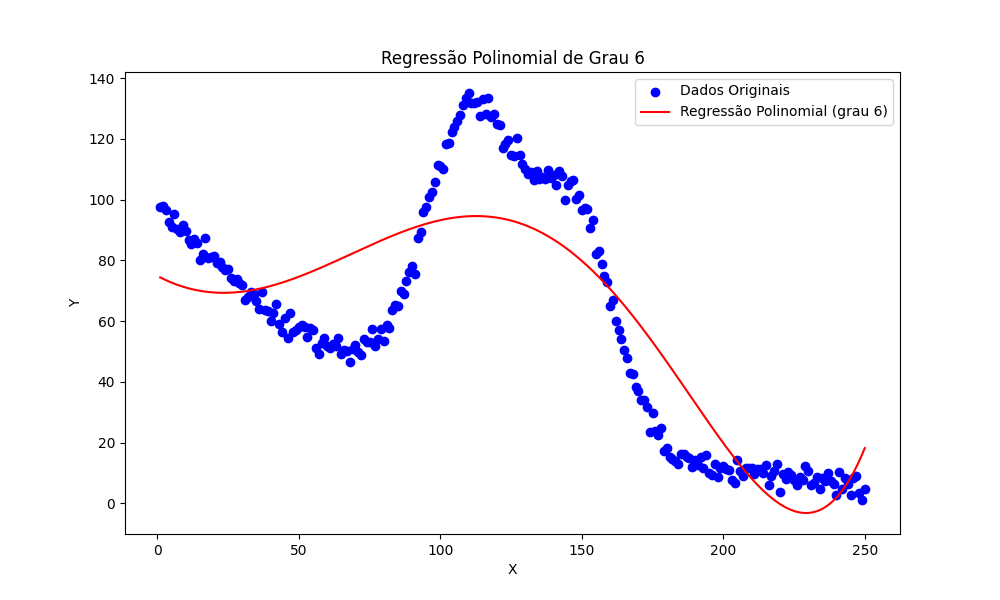 Regressão Polinomial de Grau 6
Dados Originais
Regressão Polinomial (grau 6)
140
120
100
80
60
40
20
0
Y
0 50 100 150 200 250
X